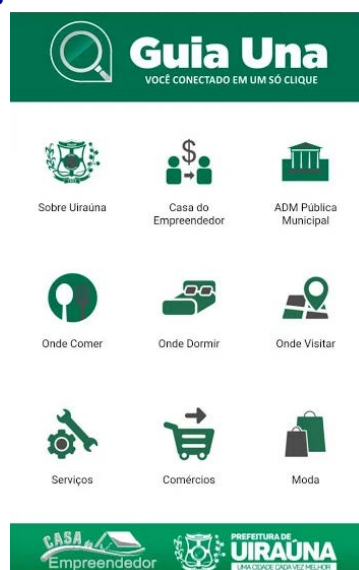 Guia Una
VOCÊ CONECTADO EM UM SÓ CLIQUE
Sobre Uiraúna
Casa do
Empreendedor
ADM Pública
Municipal
Onde Comer
Onde Dormir
Onde Visitar
Serviços
Comércios
Moda
CASA
Empreendedor
PREFEITURA DE
UIRAÚNA
UMA CIDADE CADA VEZ MELHOR